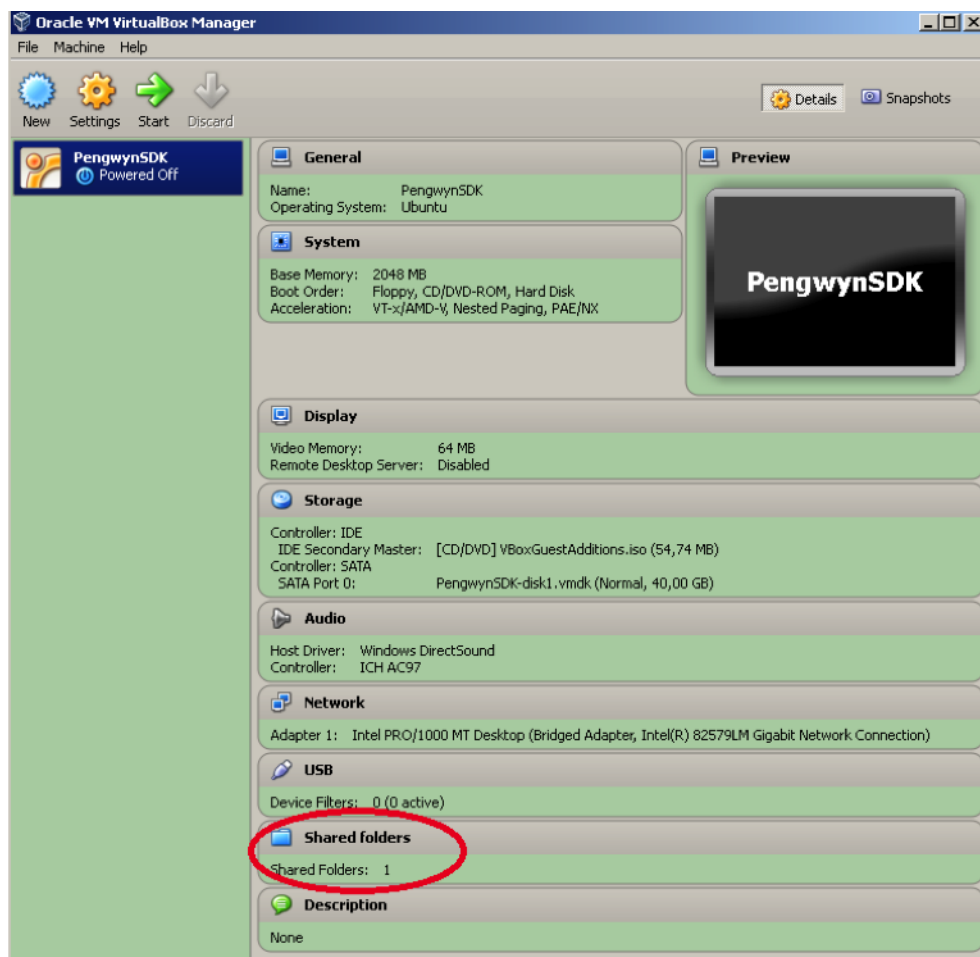 Oracle VM VirtualBox Manager
File Machine Help
New Settings Start Discard
Details Snapshots
PengwynSDK
Powered Off
General
Name: PengwynSDK
Operating System: Ubuntu
System
Base Memory: 2048 MB
Boot Order: Floppy, CD/DVD-ROM, Hard Disk
Acceleration: VT-x/AMD-V, Nested Paging, PAE/NX
Preview
PengwynSDK
Display
Video Memory: 64 MB
Remote Desktop Server: Disabled
Storage
Controller: IDE
IDE Secondary Master: [CD/DVD] VBoxGuestAdditions.iso (54,74 MB)
Controller: SATA
SATA Port 0: PengwynSDK-disk1.vmdk (Normal, 40,00 GB)
Audio
Host Driver: Windows DirectSound
Controller: ICH AC97
Network
Adapter 1: Intel PRO/1000 MT Desktop (Bridged Adapter, Intel(R) 82579LM Gigabit Network Connection)
USB
Device Filters: 0 (0 active)
Shared folders
Shared Folders: 1
Description
None